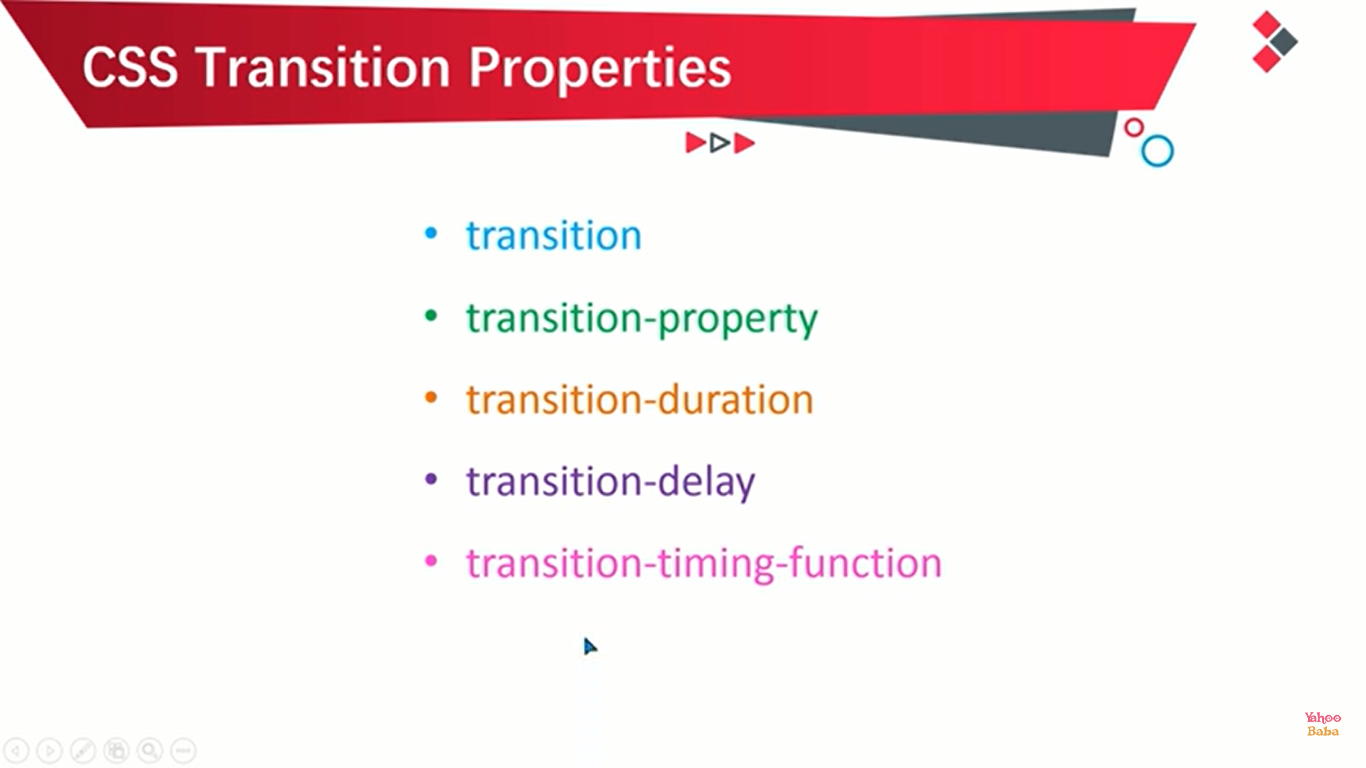 CSS Transition Properties
• transition
• transition-property
• transition-duration
• transition-delay
• transition-timing-function
Yahoo
Baba